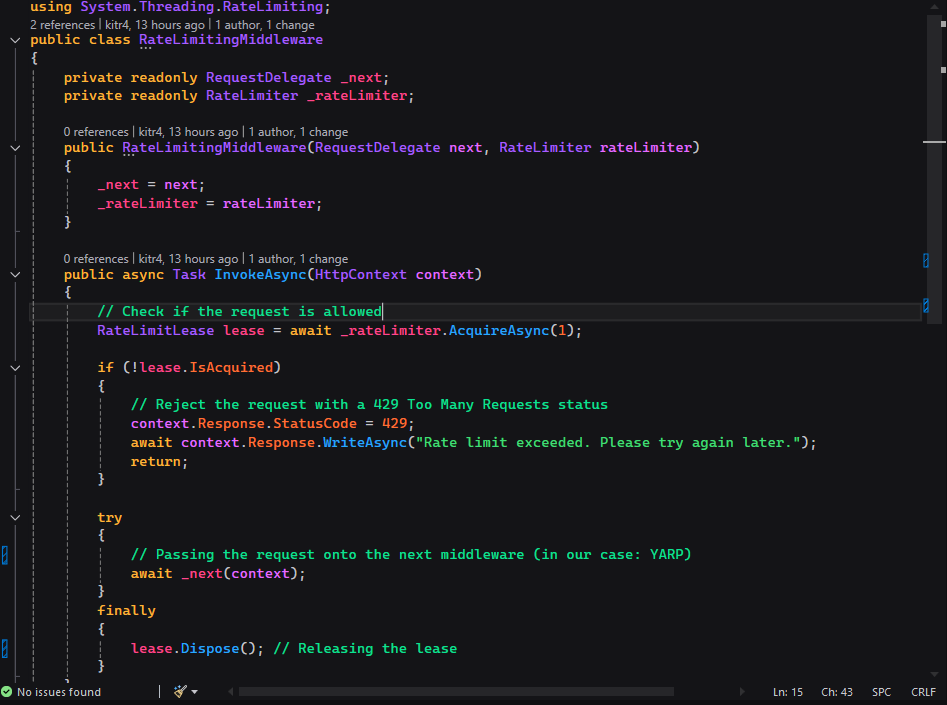 using System.Threading.RateLimiting;
2 references | kitr4, 13 hours ago | 1 author, 1 change
public class RateLimitingMiddleware
{
private readonly RequestDelegate _next;
private readonly RateLimiter _rateLimiter;
0 references | kitr4, 13 hours ago | 1 author, 1 change
public RateLimitingMiddleware(RequestDelegate next, RateLimiter rateLimiter)
{
_next = next;
_rateLimiter = rateLimiter;
}
0 references | kitr4, 13 hours ago | 1 author, 1 change
public async Task InvokeAsync(HttpContext context)
{
// Check if the request is allowed
RateLimitLease lease = await _rateLimiter.AcquireAsync(1);
if (!lease.IsAcquired)
{
// Reject the request with a 429 Too Many Requests status
context.Response.StatusCode = 429;
await context.Response.WriteAsync("Rate limit exceeded. Please try again later.");
return;
}
try
{
// Passing the request onto the next middleware (in our case: YARP)
await _next(context);
}
finally
{
lease.Dispose(); // Releasing the lease
}
No issues found
Ln: 15 Ch: 43 SPC CRLF